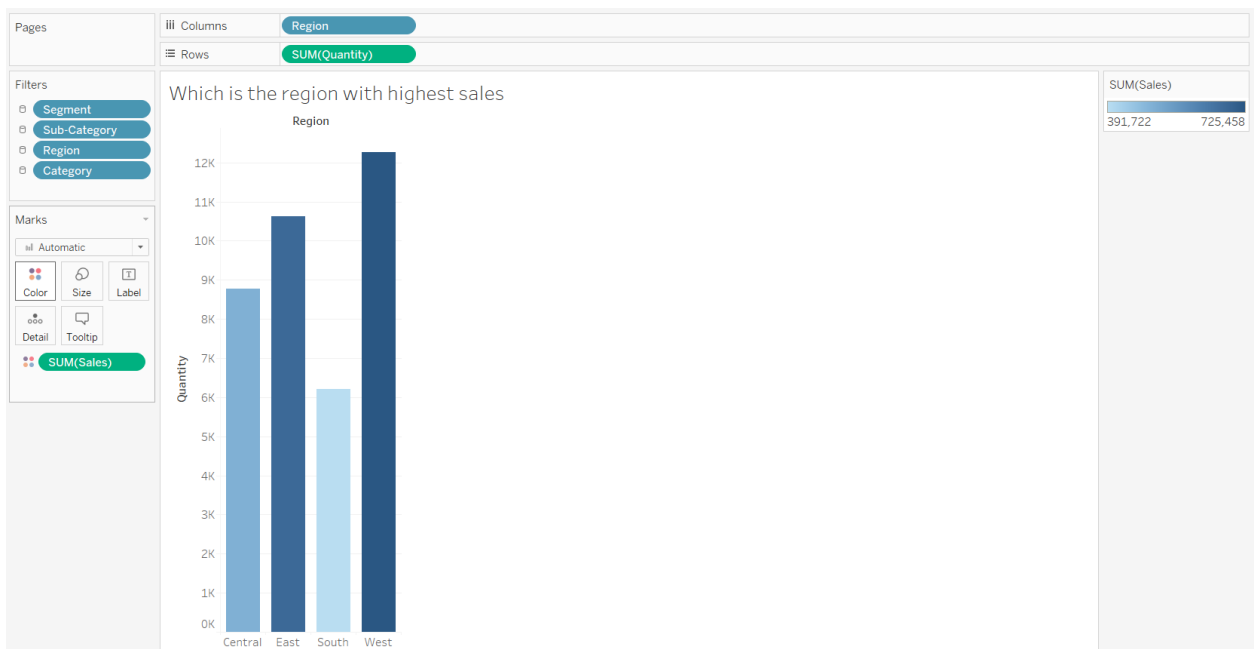 Pages
Columns
Region
Rows
SUM(Quantity)
Filters
Segment
Sub-Category
Region
Category
Marks
Automatic
Color
Size
T
Label
Detail
Tooltip
SUM(Sales)
Which is the region with highest sales
Region
12K
11K
10K
9K
8K
7K
6K
5K
4K
3K
2K
1K
0K
Quantity
Central East South West
SUM(Sales)
391,722 725,458